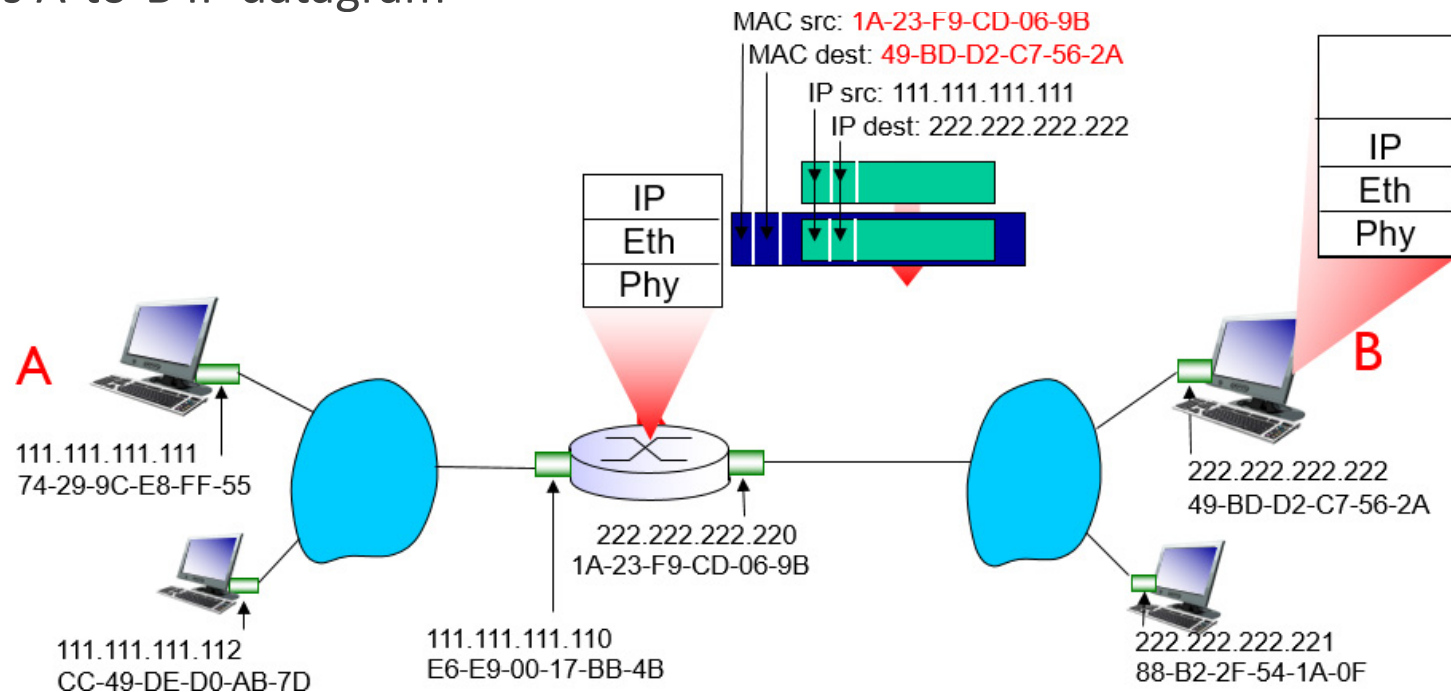 A-to-B IP datagram
MAC src: 1A-23-F9-CD-06-9B
MAC dest: 49-BD-D2-C7-56-2A
IP src: 111.111.111.111
IP dest: 222.222.222.222
IP
Eth
Phy
IP
Eth
Phy
A
B
111.111.111.111
74-29-9C-E8-FF-55
222.222.222.222
49-BD-D2-C7-56-2A
222.222.222.220
1A-23-F9-CD-06-9B
111.111.111.112
CC-49-DE-D0-AB-7D
111.111.111.110
E6-E9-00-17-BB-4B
222.222.222.221
88-B2-2F-54-1A-0F